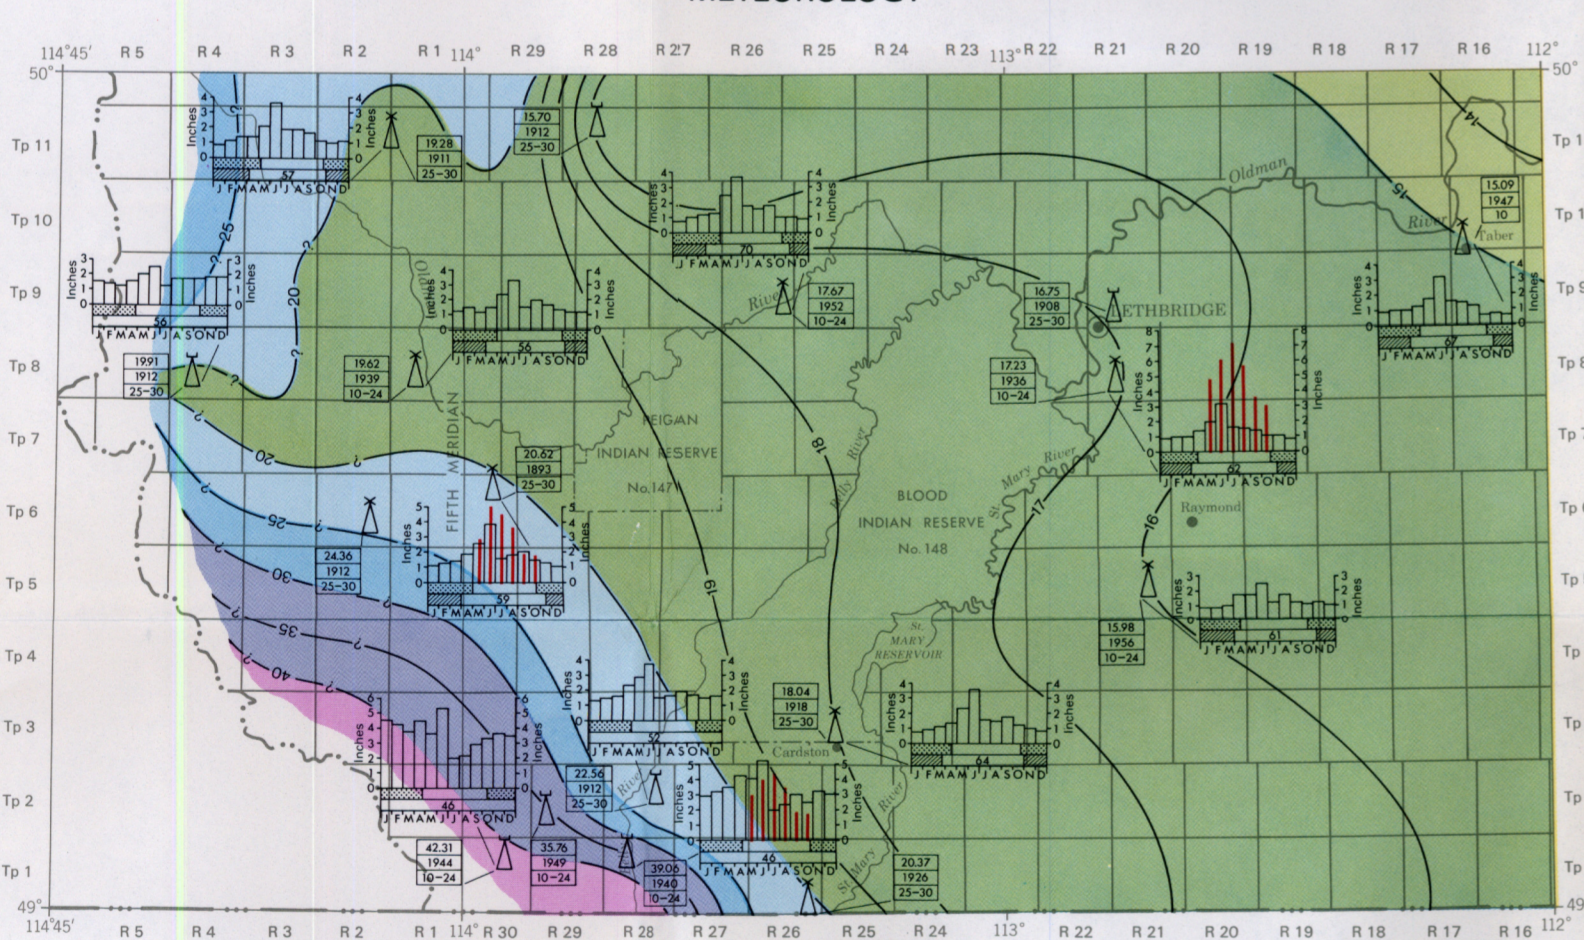 METEOROLOGY
114°45' R 5 R 4 R 3 R 2 R 1 114° R 29 R 28 R 27 R 26 R 25 R 24 R 23 113° R 22 R 21 R 20 R 19 R 18 R 17 R 16 112°
50° 50°
Tp 11
Tp 10
Tp 9
Tp 8
Tp 7
Tp 6
Tp 5
Tp 4
Tp 3
Tp 2
Tp 1
49° 49
19.28
1911
25-30
15.70
1912
25-30
57
Oldman
River
15.09
1947
10
Taber
14
15
70
25
20
56
19.91
1912
25-30
19.62
1939
10-24
56
River
17.67
1952
10-24
16.75
1908
25-30
LETHBRIDGE
17.23
1936
10-24
67
62
FIFTH MERIDIAN
PEIGAN
INDIAN RESERVE
No.147
20
20.62
1893
25-30
18
Belly River
BLOOD
INDIAN RESERVE
No. 148
St. Mary River
17
16
Raymond
25
24.36
1912
25-30
30
59
19
35
40
St.
MARY
RESERVOIR
15.98
1956
10-24
61
52
18.04
1918
25-30
Cardston
64
46
22.56
1912
25-30
River
46
River
42.31
1944
10-24
35.76
1949
10-24
39.06
1940
10-24
St. Mary
20.37
1926
25-30
114°45' R 5 R 4 R 3 R 2 R 1 114° R 30 R 29 R 28 R 27 R 26 R 25 R 24 113° R 22 R 21 R 20 R 19 R 18 R 17 R 16 112°